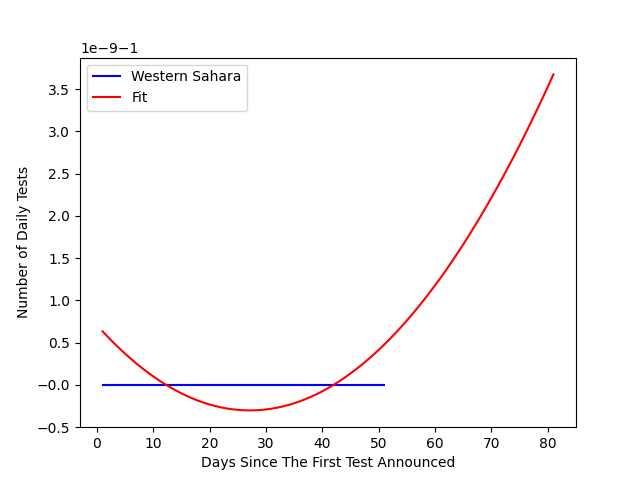 1e−9−1
Western Sahara
Fit
3.5
3.0
2.5
2.0
1.5
1.0
0.5
−0.0
−0.5
Number of Daily Tests
0 10 20 30 40 50 60 70 80
Days Since The First Test Announced